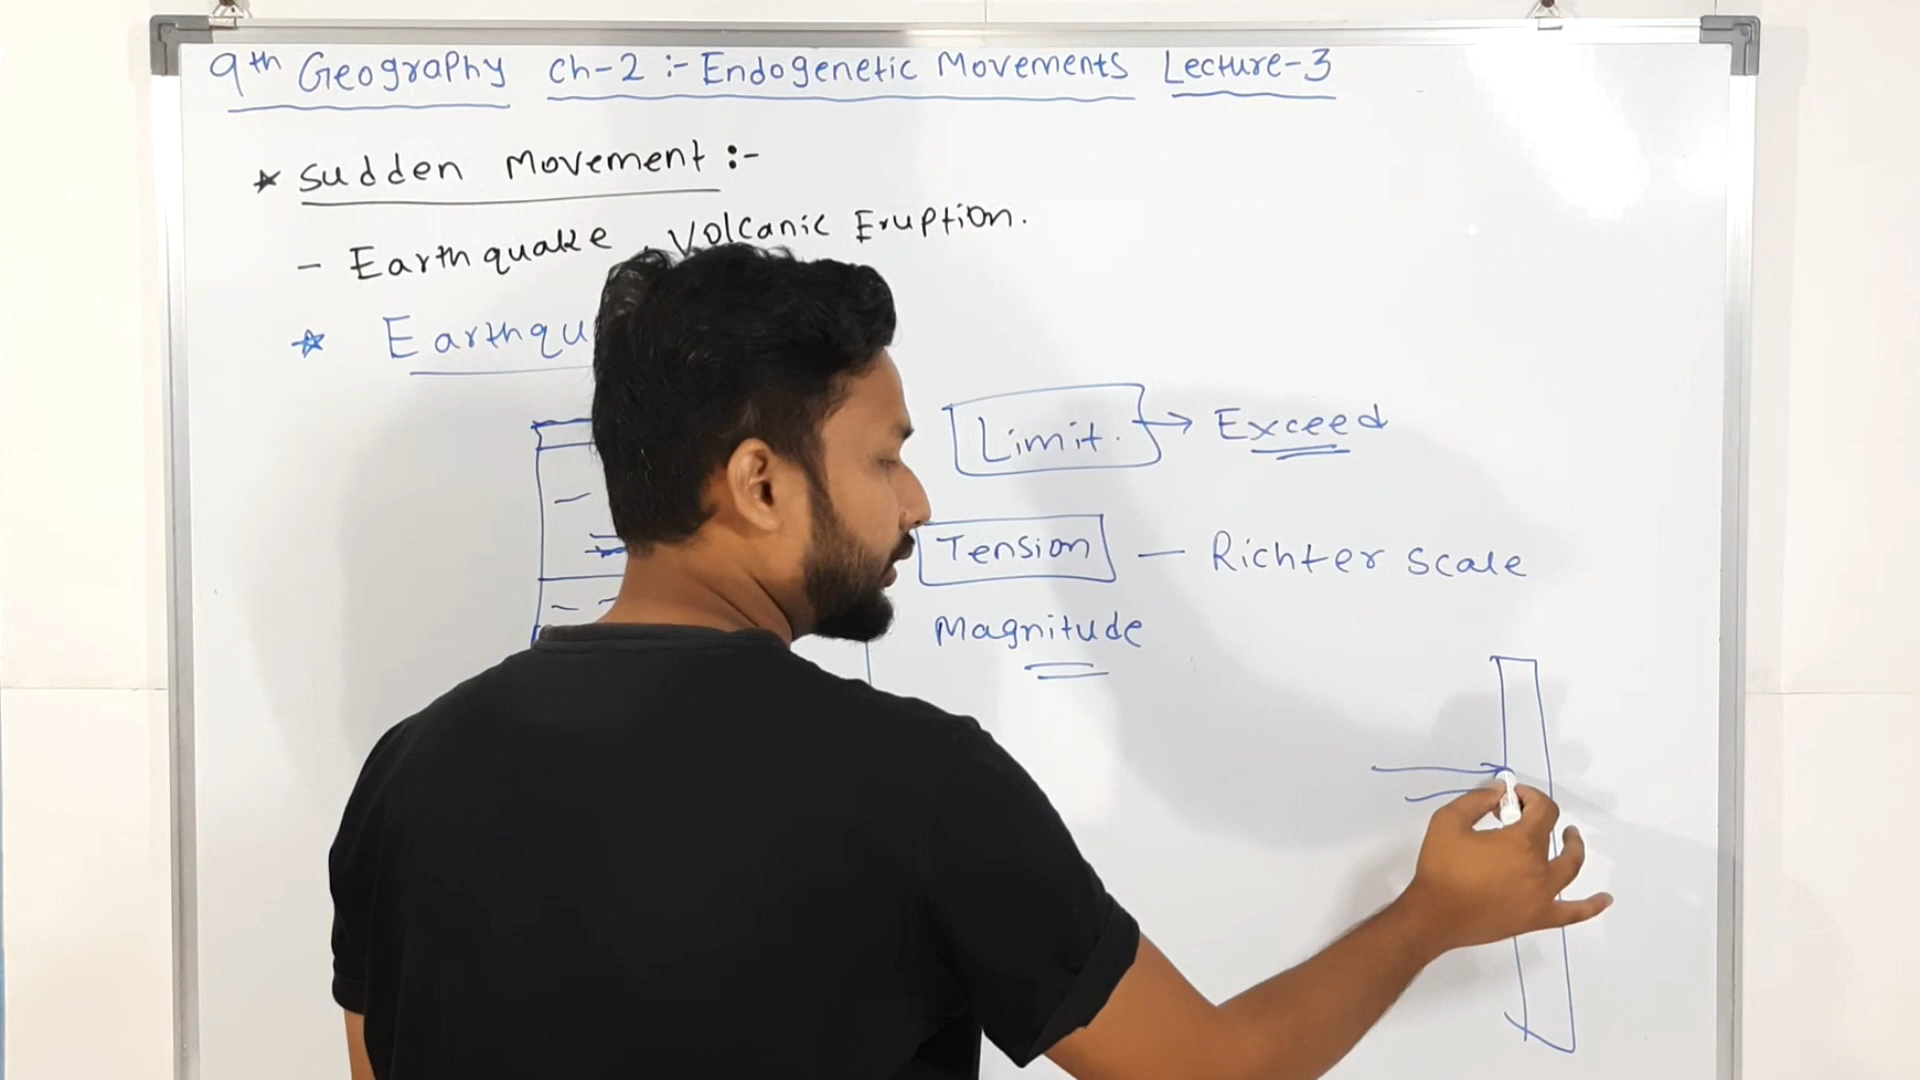 9th Geography ch-2 :- Endogenetic Movements Lecture-3
* Sudden Movement :-
- Earthquake, Volcanic Eruption.
* Earthqu
Limit. → Exceed
Tension — Richter scale
Magnitude